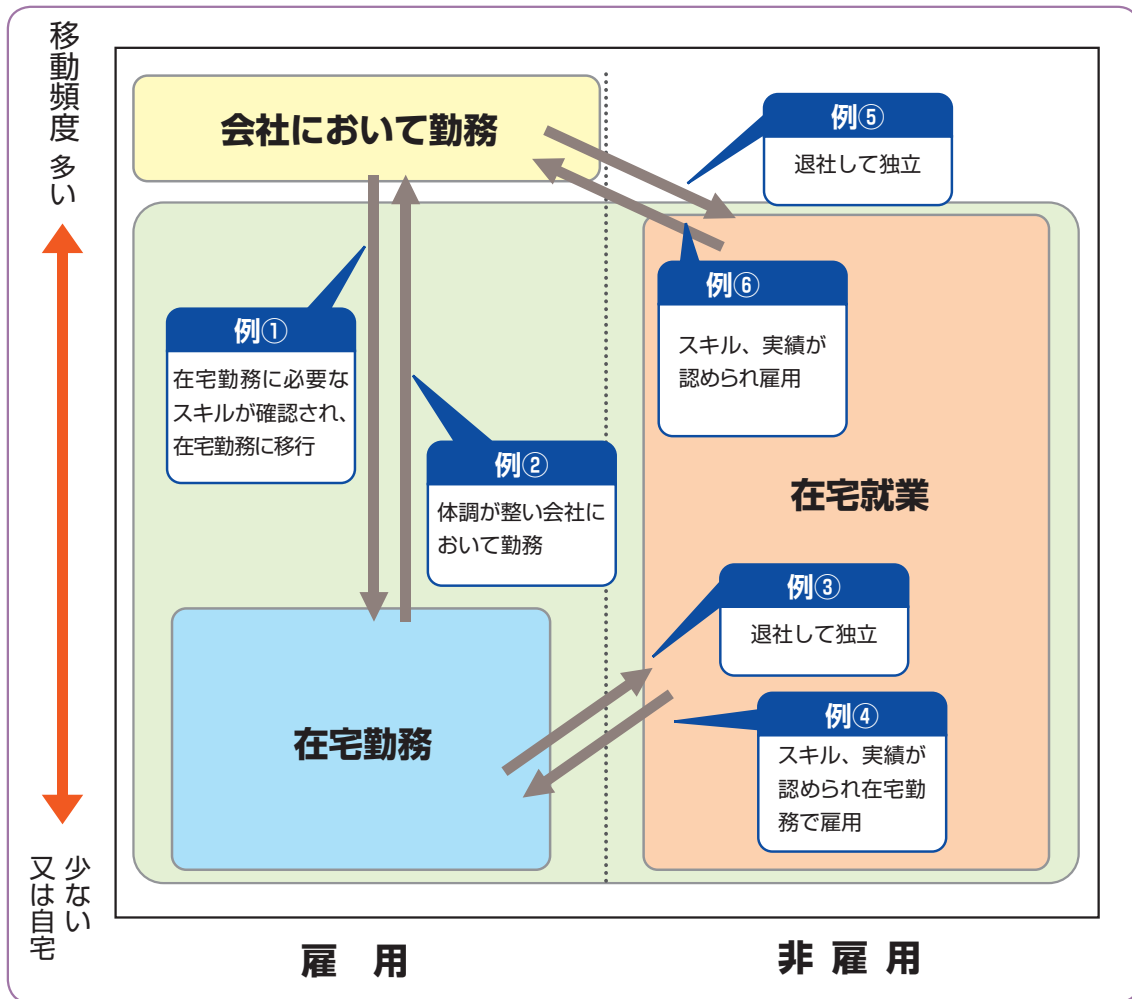 移動頻度 多い
会社において勤務
例⑤
退社して独立
例⑥
スキル、実績が
認められ雇用
例①
在宅勤務に必要な
スキルが確認され、
在宅勤務に移行
例②
体調が整い会社に
おいて勤務
在宅就業
例③
退社して独立
在宅勤務
例④
スキル、実績が
認められ在宅勤
務で雇用
少ない
又は自宅
雇 用
非 雇 用